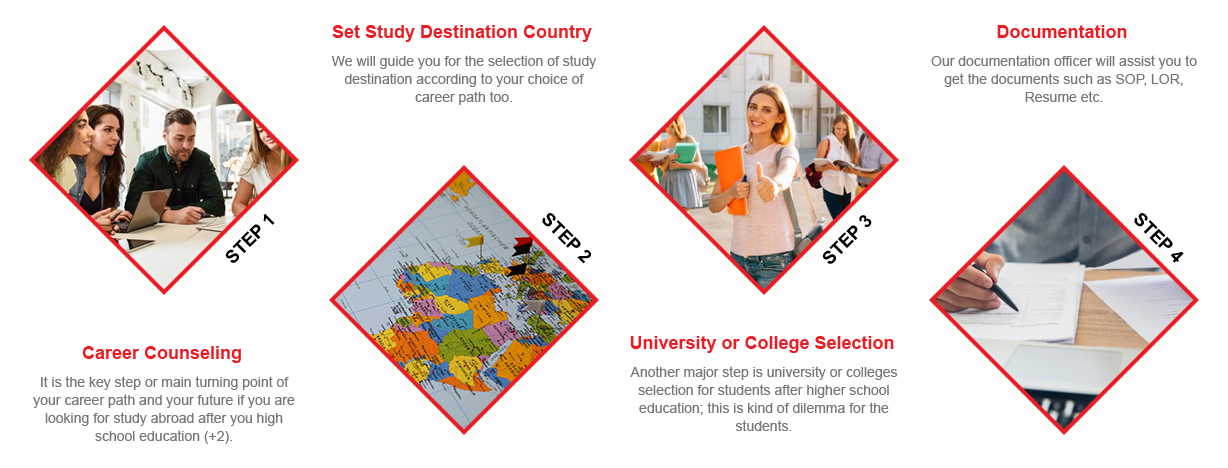 STEP 1
Career Counseling
It is the key step or main turning point of
your career path and your future if you are
looking for study abroad after you high
school education (+2).
Set Study Destination Country
We will guide you for the selection of study
destination according to your choice of
career path too.
STEP 2
STEP 3
University or College Selection
Another major step is university or colleges
selection for students after higher school
education; this is kind of dilemma for the
students.
Documentation
Our documentation officer will assist you to
get the documents such as SOP, LOR,
Resume etc.
STEP 4